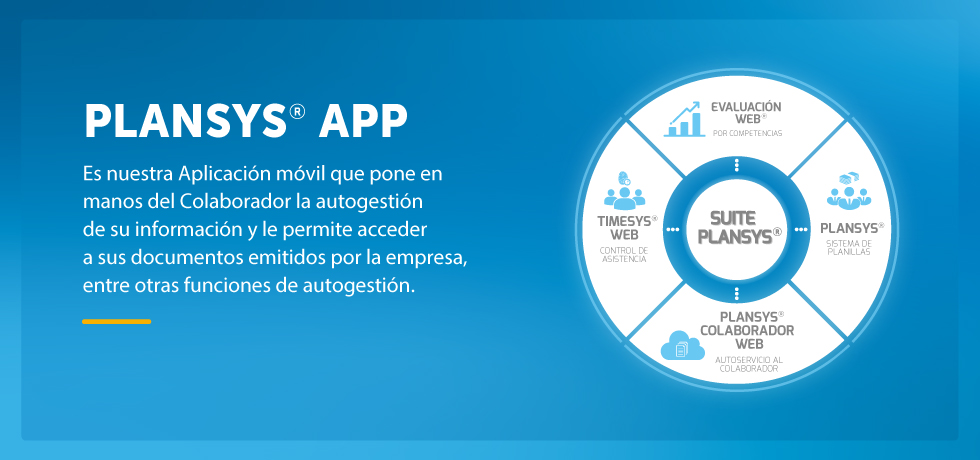 PLANSYS® APP
Es nuestra Aplicación móvil que pone en
manos del Colaborador la autogestión
de su información y le permite acceder
a sus documentos emitidos por la empresa,
entre otras funciones de autogestión.
EVALUACIÓN
WEB®
POR COMPETENCIAS
TIMESYS®
WEB
CONTROL DE
ASISTENCIA
SUITE
PLANSYS®
PLANSYS®
SISTEMA DE
PLANILLAS
PLANSYS®
COLABORADOR
WEB
AUTOSERVICIO AL
COLABORADOR